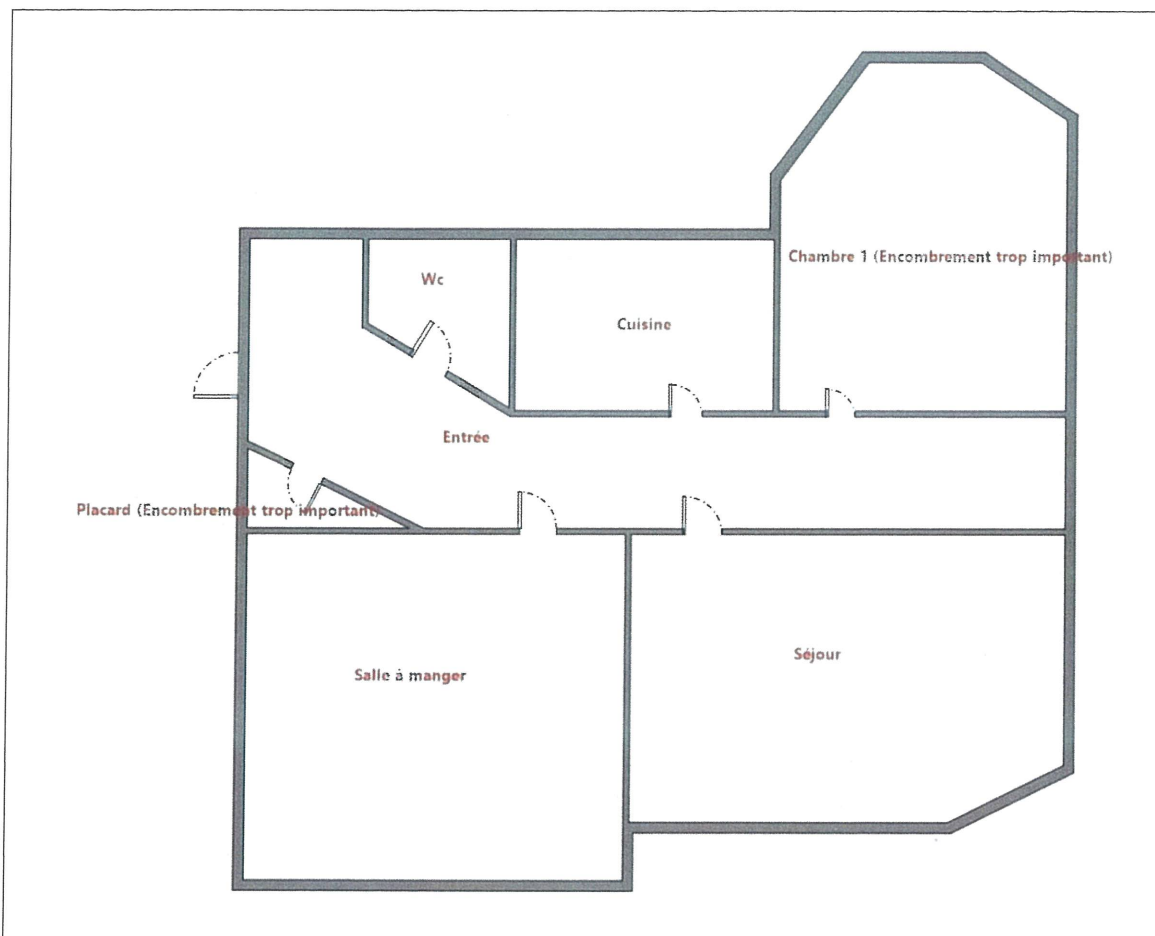 Chambre 1 (Encombrement trop important)
Wc
Cuisine
Entrée
Placard (Encombrement trop important)
Séjour
Salle à manger